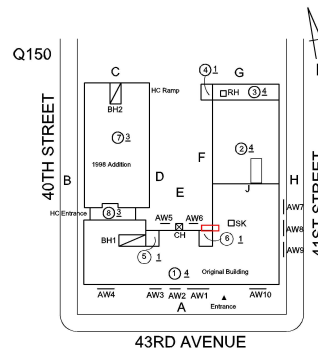 Q150
C
④ 1
G
HC Ramp
RH
③ 4
BH2
40TH STREET
⑦ 3
1998 Addition
② 4
F
B
D
E
J
H
AW7
AW5
AW6
HC Entrance
⑧ 3
SK
AW8
41ST STREET
CH
BH1
⑤ 1
⑥ 1
AW9
① 4
Original Building
AW4
AW3
AW2
AW1
AW10
A
Entrance
43RD AVENUE